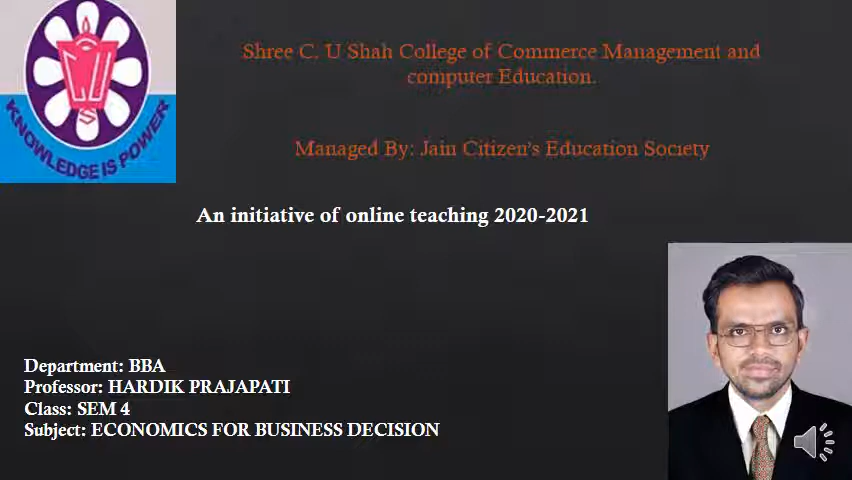 KNOWLEDGE IS POWER
Shree C. U Shah College of Commerce Management and
computer Education.
Managed By: Jain Citizen's Education Society
An initiative of online teaching 2020-2021
Department: BBA
Professor: HARDIK PRAJAPATI
Class: SEM 4
Subject: ECONOMICS FOR BUSINESS DECISION